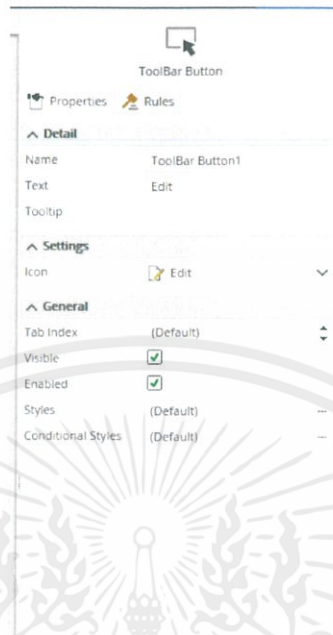 ToolBar Button
Properties Rules
Detail
Name ToolBar Button1
Text Edit
Tooltip
Settings
Icon Edit
General
Tab Index (Default)
Visible
Enabled
Styles (Default) ...
Conditional Styles (Default) ...